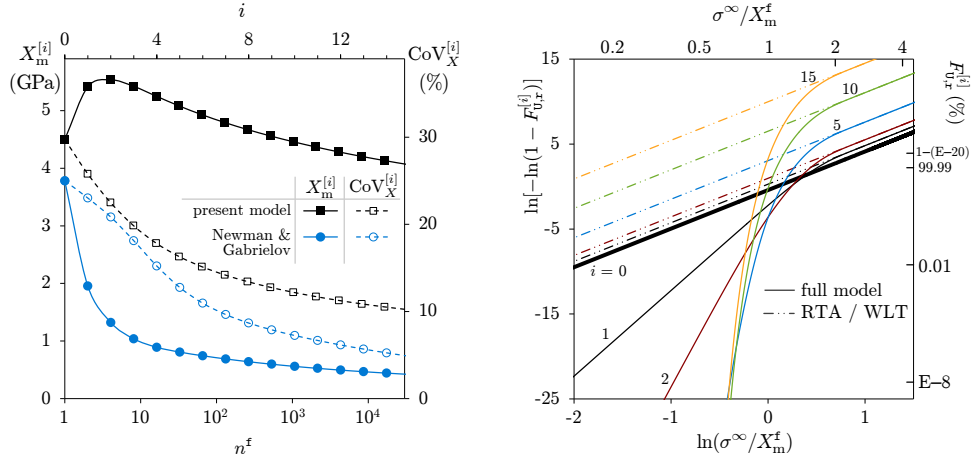 i
0 4 8 12
X_m^[i]
(GPa)
CoV_X^[i]
(%)
5
4
3
2
1
0
30
20
10
0
X_m^[i] CoV_X^[i]
present model
Newman &
Gabrielov
1 10 10^2 10^3 10^4
n^f
σ^∞/X_m^f
0.2 0.5 1 2 4
ln[−ln(1 − F_U,r^[i])]
F_U,r^[i] (%)
15
5
-5
-15
-25
1−(E−20)
99.99
0.01
E−8
15
10
5
i = 0
1
2
full model
RTA / WLT
-2 -1 0 1
ln(σ^∞/X_m^f)